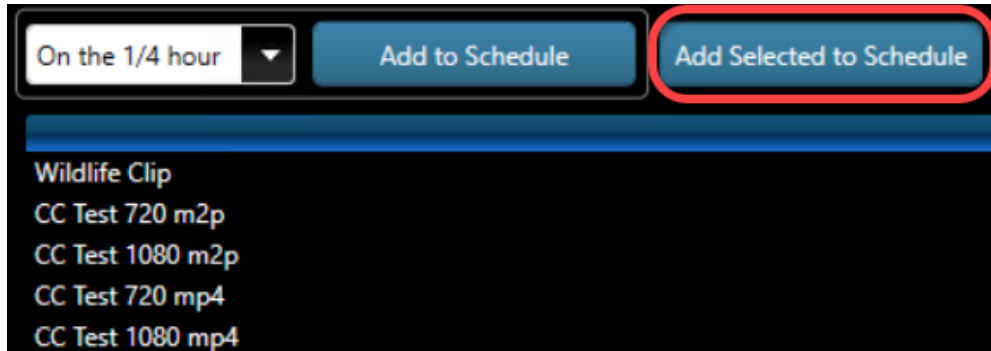 On the 1/4 hour
Add to Schedule
Add Selected to Schedule
Wildlife Clip
CC Test 720 m2p
CC Test 1080 m2p
CC Test 720 mp4
CC Test 1080 mp4